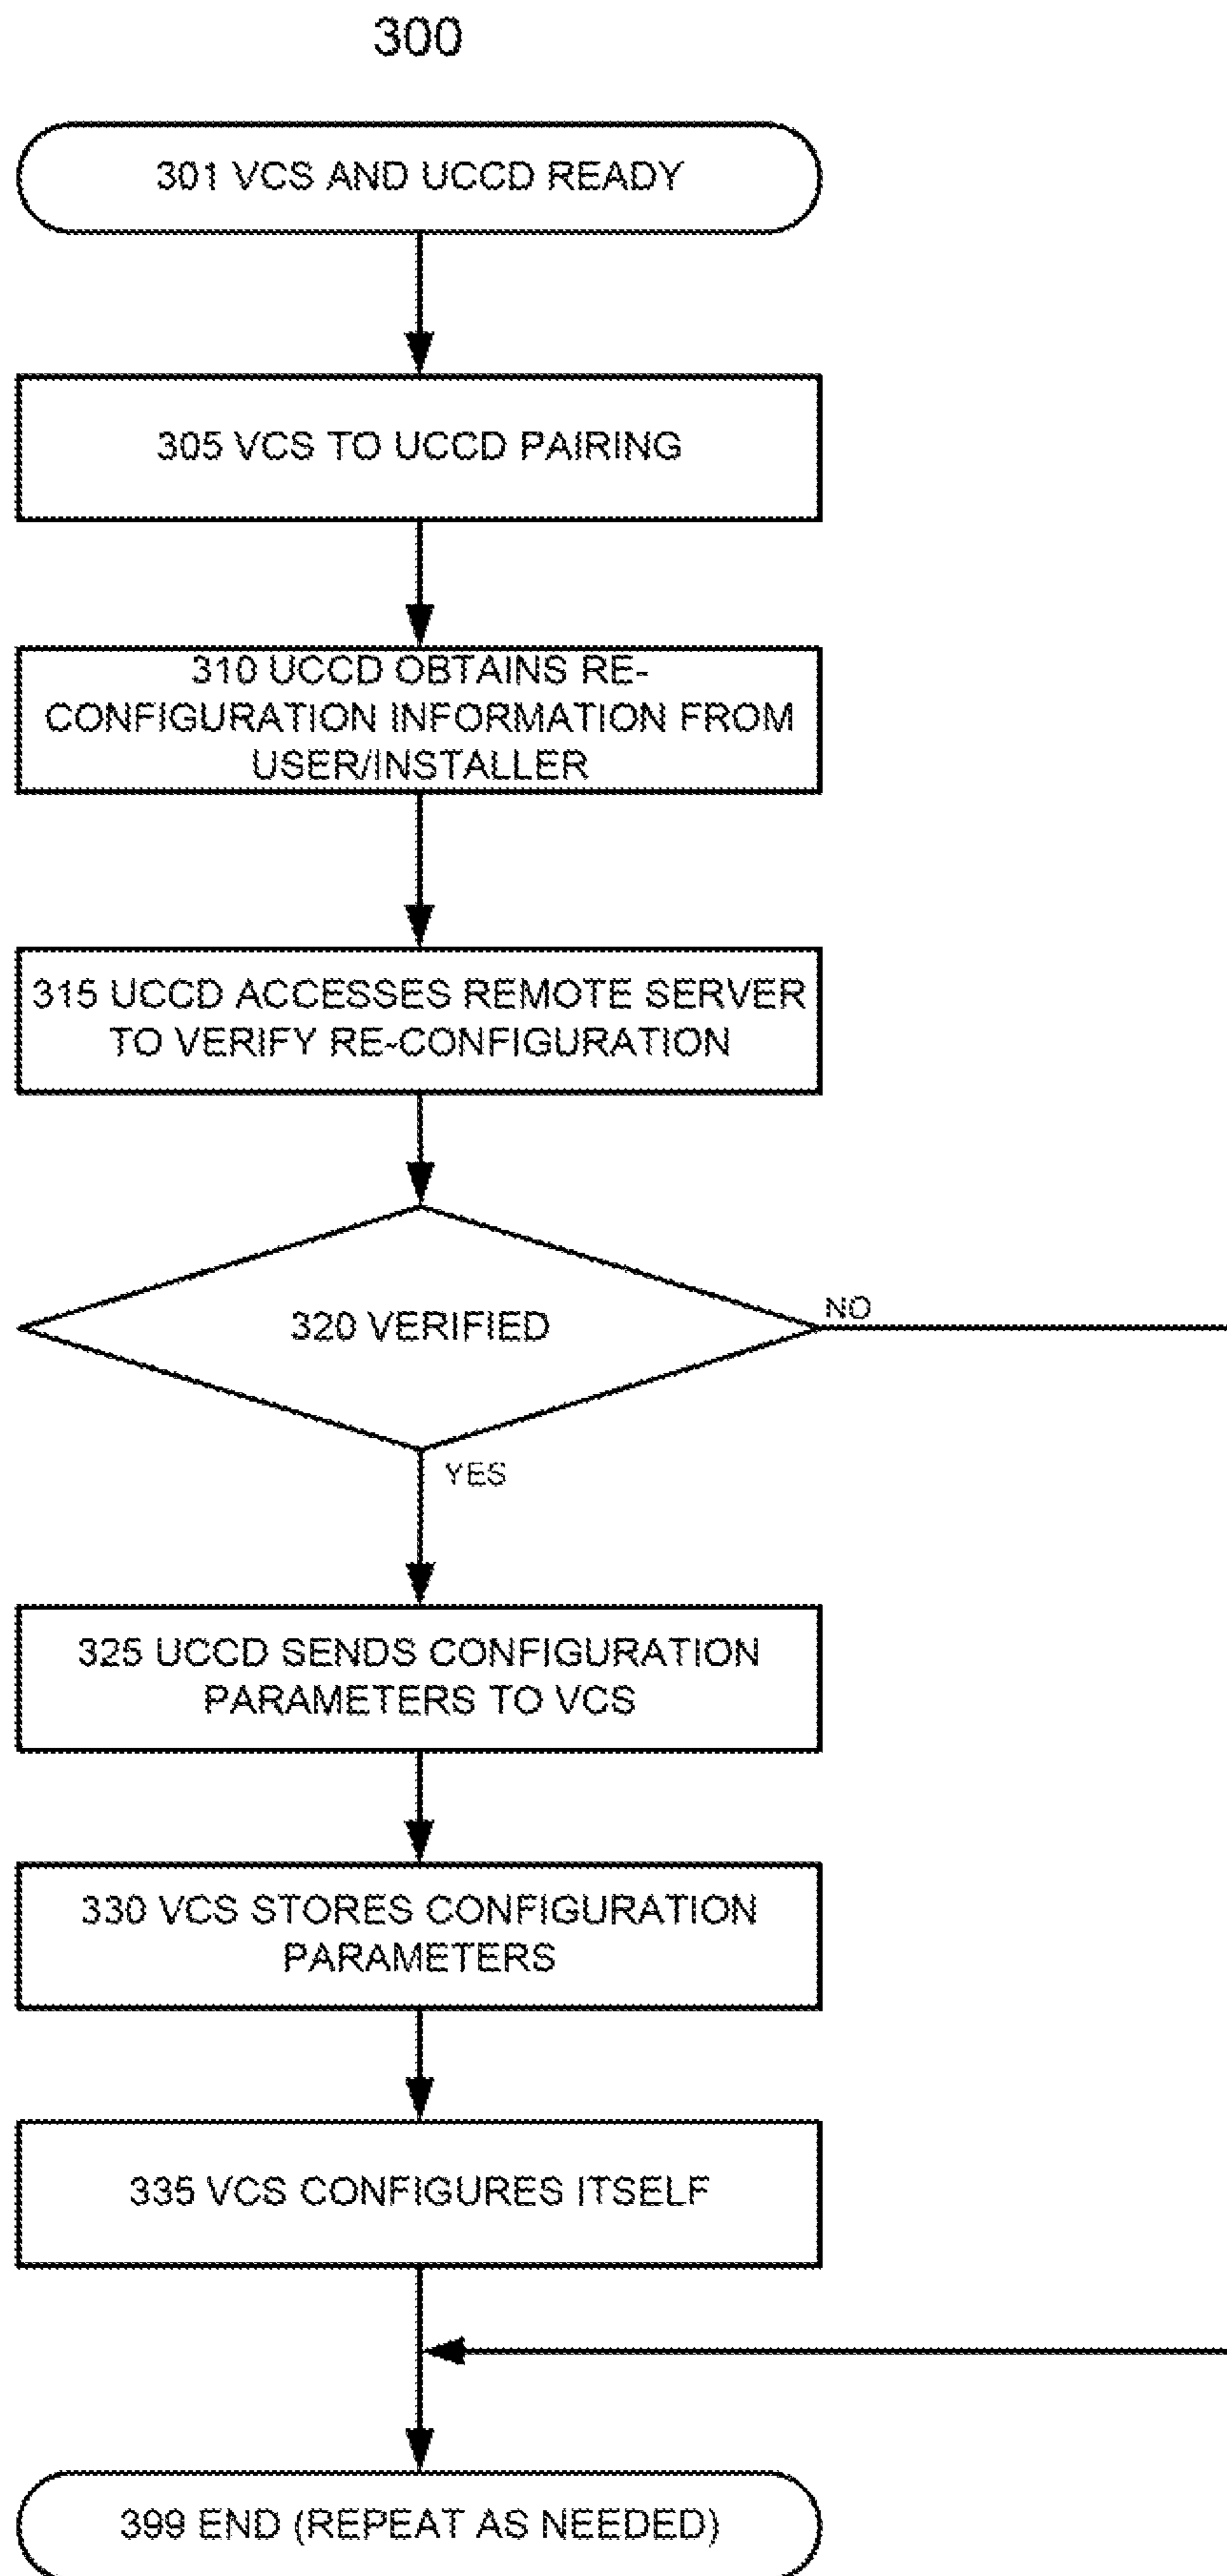 300
301 VCS AND UCCD READY
305 VCS TO UCCD PAIRING
310 UCCD OBTAINS RE-
CONFIGURATION INFORMATION FROM
USER/INSTALLER
315 UCCD ACCESSES REMOTE SERVER
TO VERIFY RE-CONFIGURATION
320 VERIFIED
NO
YES
325 UCCD SENDS CONFIGURATION
PARAMETERS TO VCS
330 VCS STORES CONFIGURATION
PARAMETERS
335 VCS CONFIGURES ITSELF
399 END (REPEAT AS NEEDED)